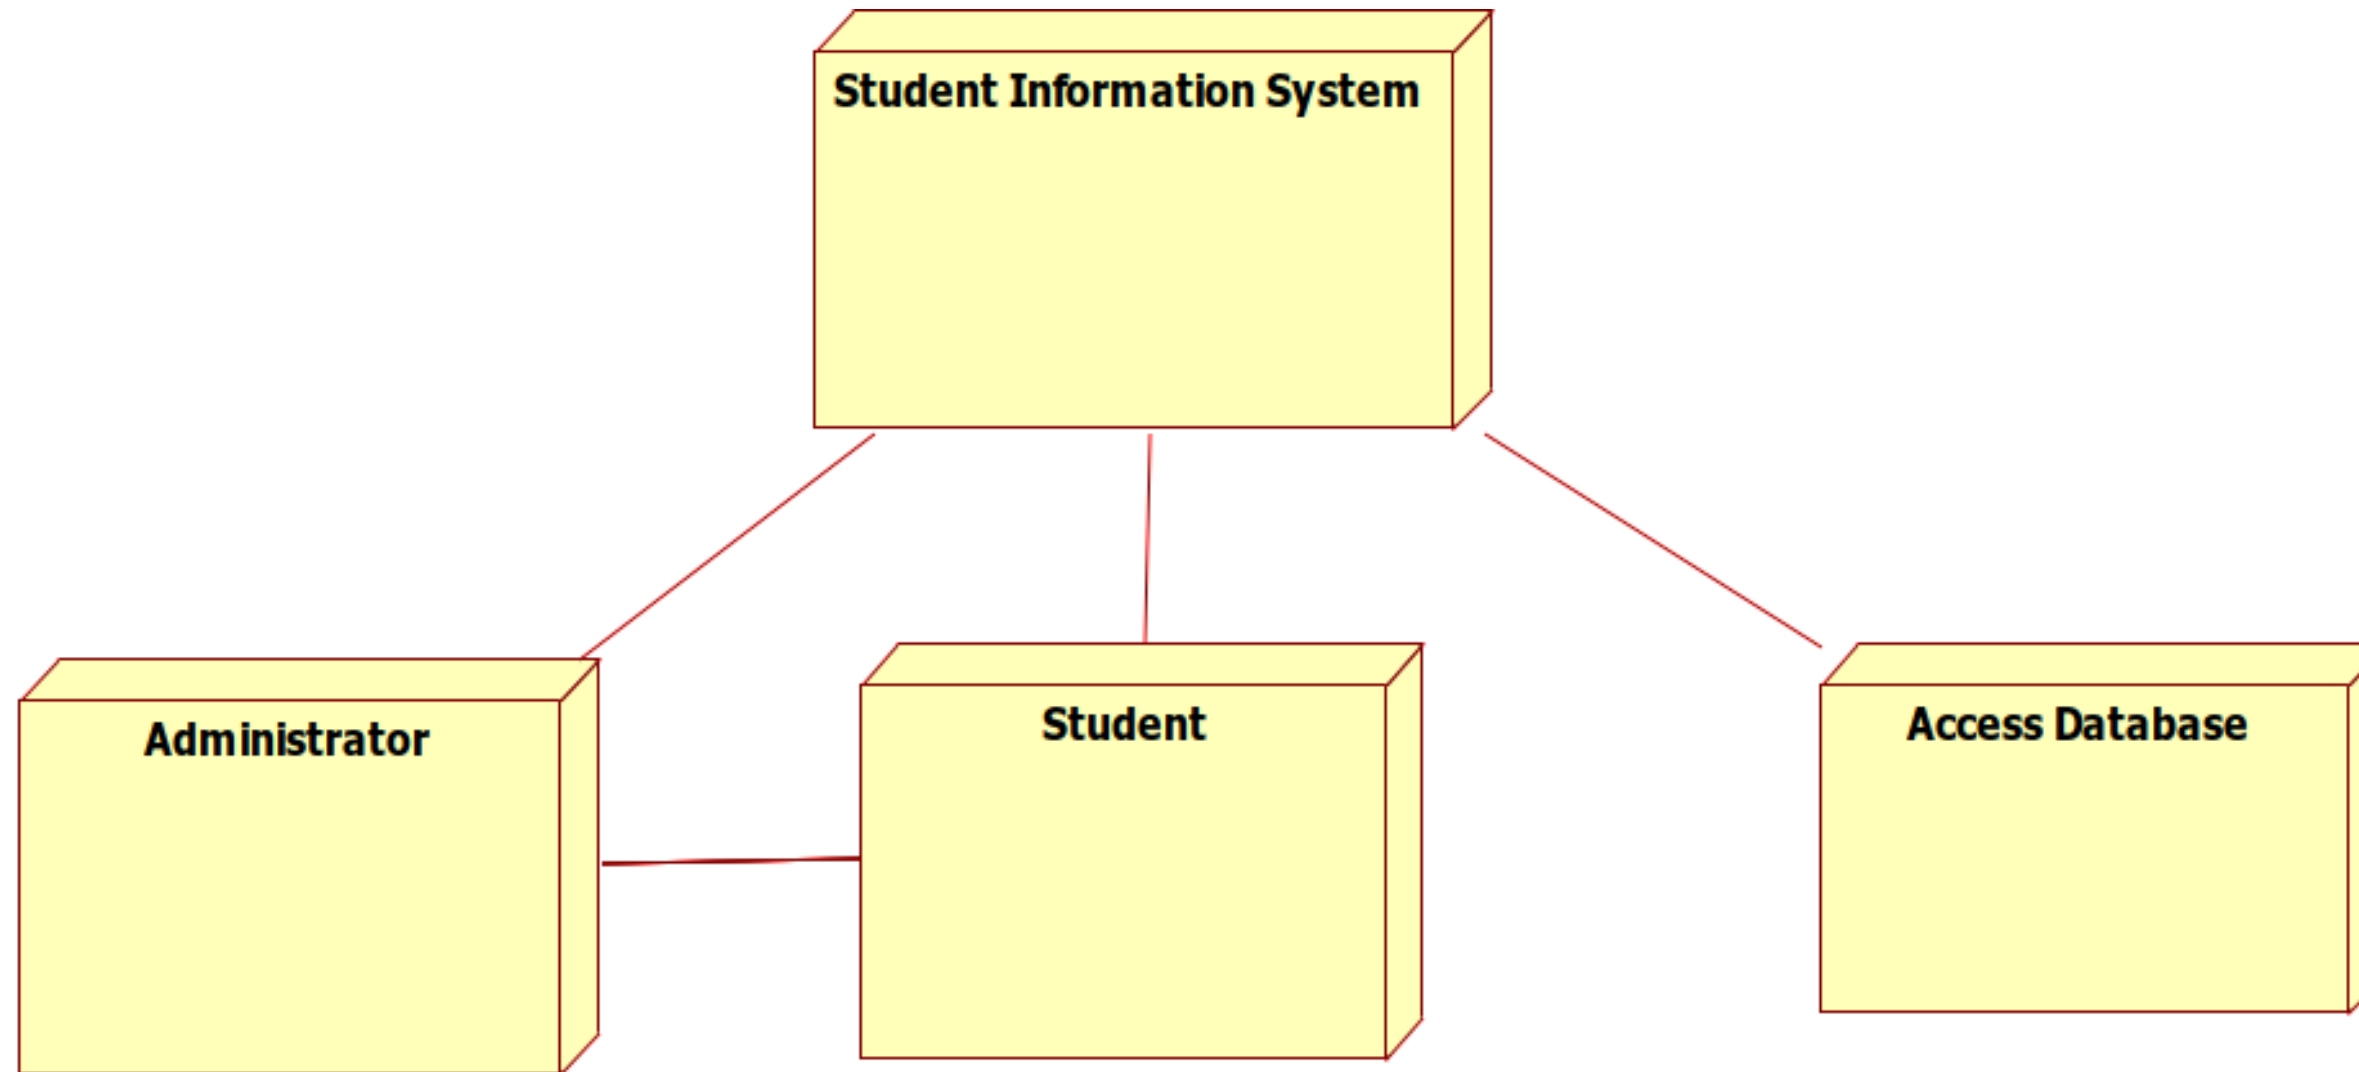 Student Information System
Administrator
Student
Access Database